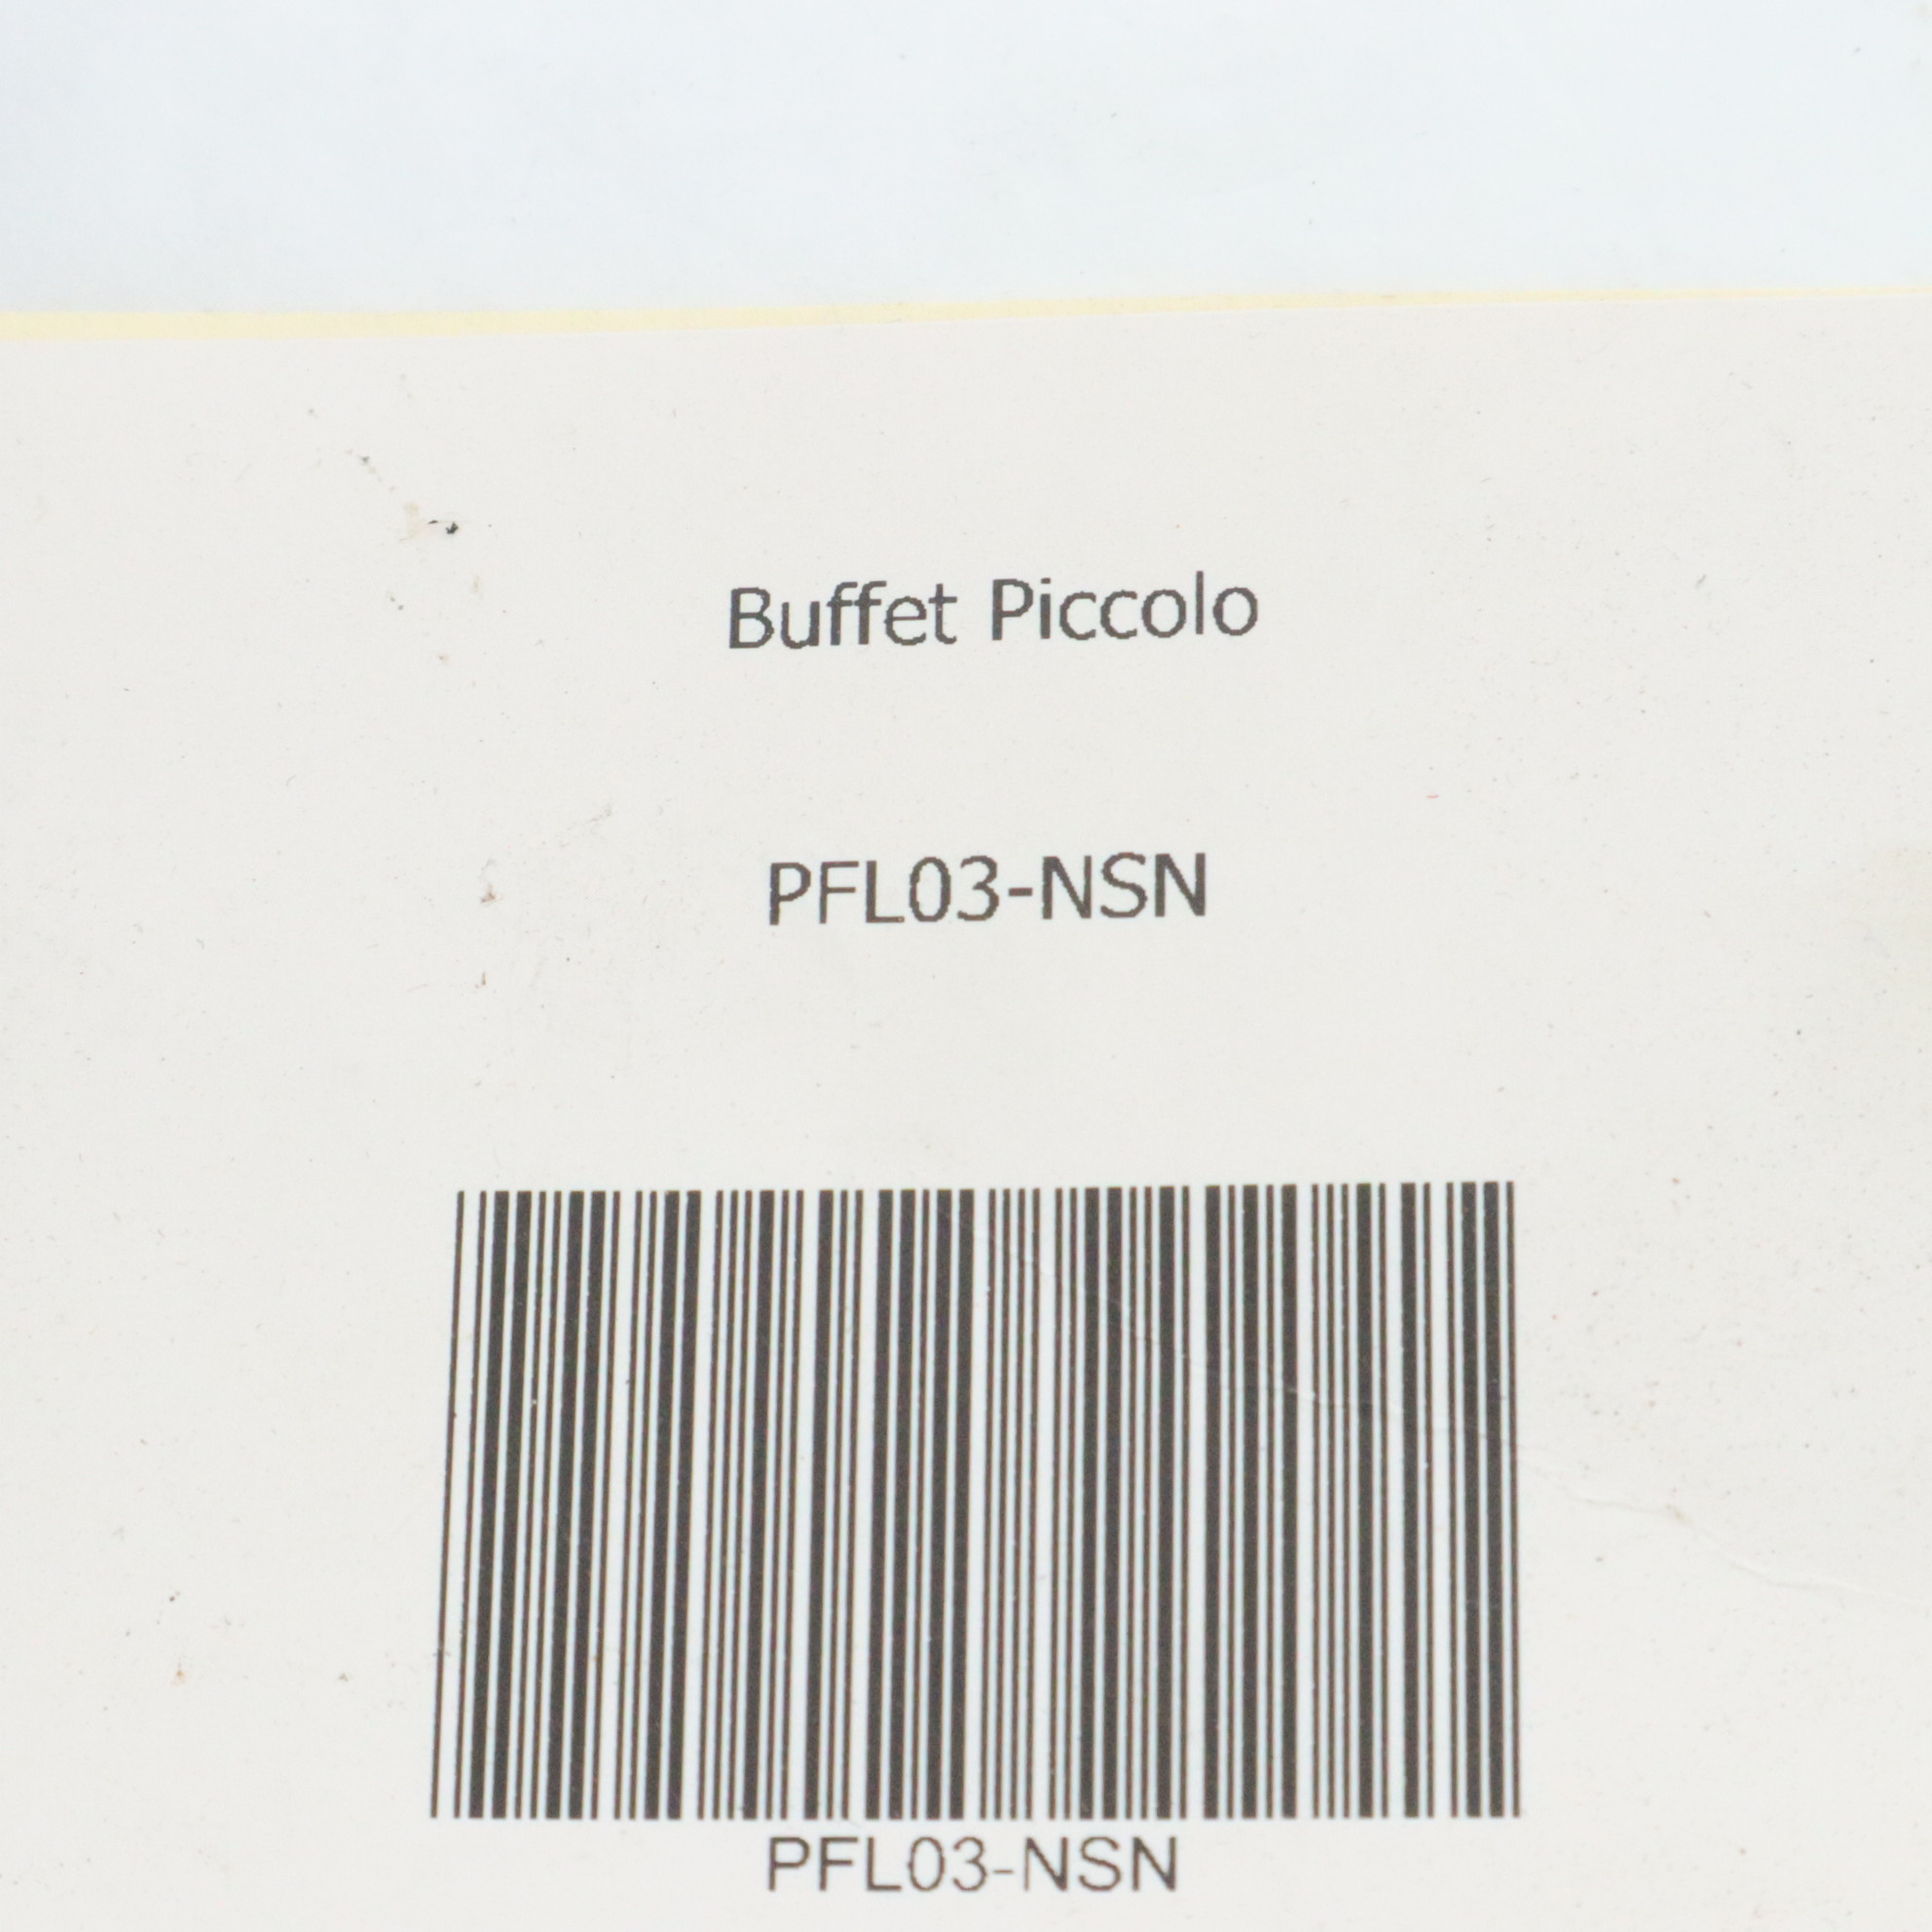 Buffet Piccolo
PFL03-NSN
PFL03-NSN